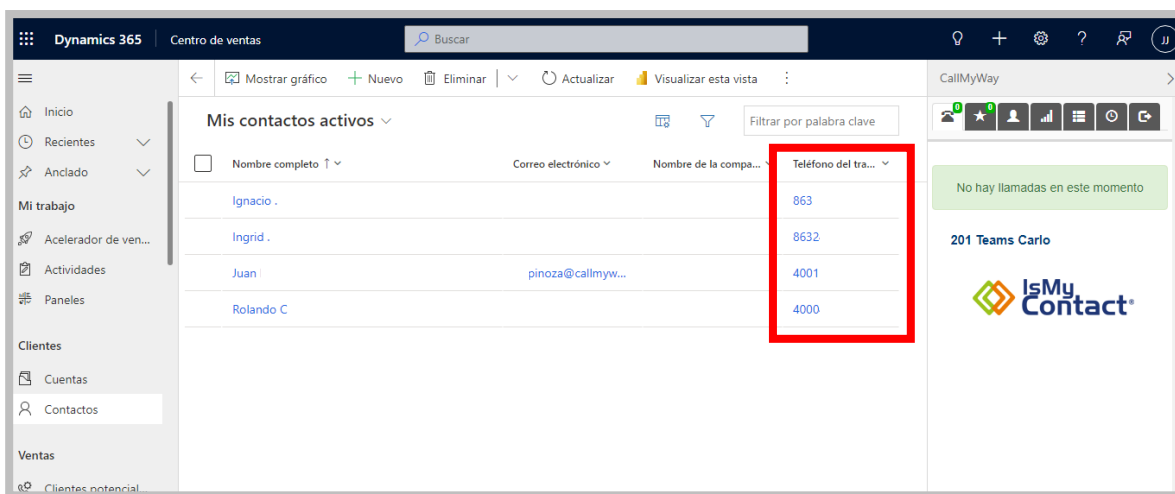 Dynamics 365 Centro de ventas Buscar JJ
Mostrar gráfico Nuevo Eliminar Actualizar Visualizar esta vista CallMyWay
Inicio
Recientes
Anclado
Mi trabajo
Acelerador de ven...
Actividades
Paneles
Clientes
Cuentas
Contactos
Ventas
Clientes potencial...
Mis contactos activos Filtrar por palabra clave
Nombre completo Correo electrónico Nombre de la compa... Teléfono del tra...
Ignacio . 863
Ingrid . 8632
Juan pinoza@callmyw... 4001
Rolando C 4000
0 0
No hay llamadas en este momento
201 Teams Carlo
IsMy
Contact®